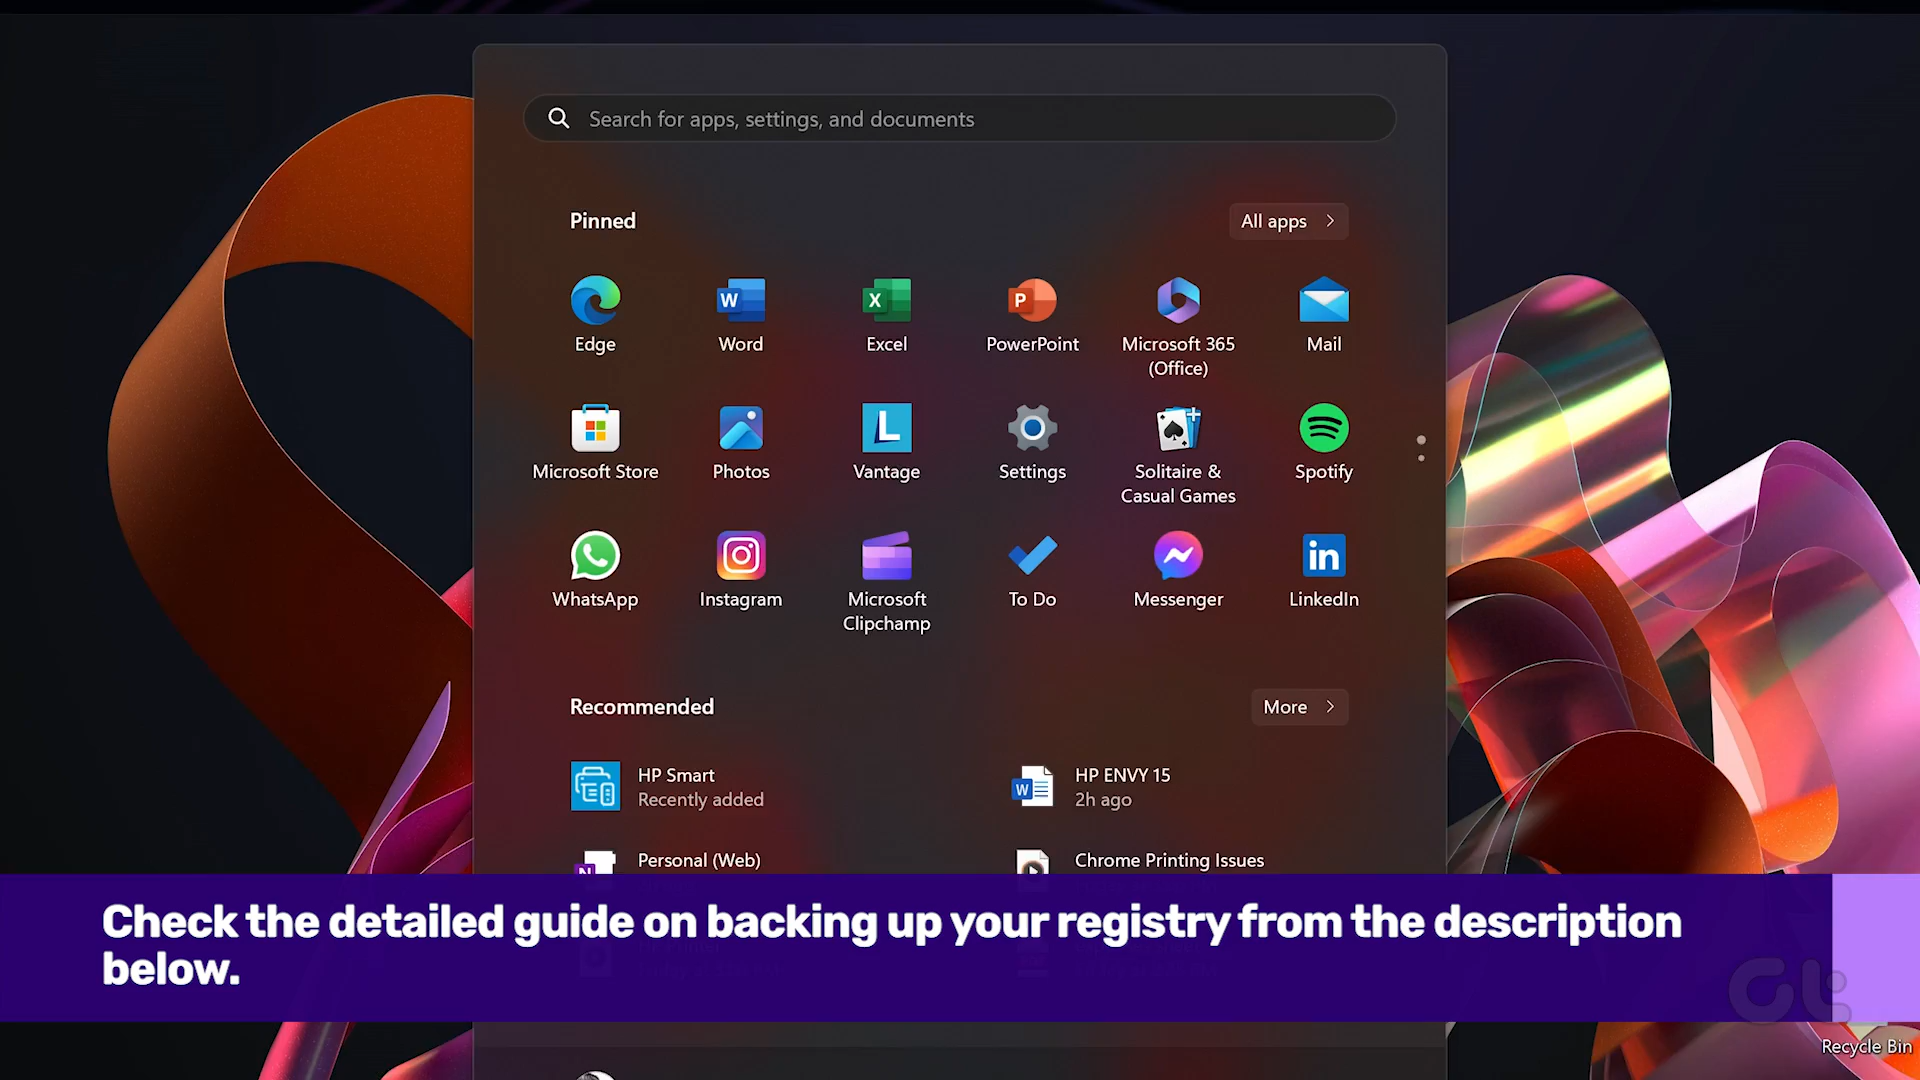 Search for apps, settings, and documents
Pinned
All apps
Edge
Word
Excel
PowerPoint
Microsoft 365
(Office)
Mail
Microsoft Store
Photos
Vantage
Settings
Solitaire &
Casual Games
Spotify
WhatsApp
Instagram
Microsoft
Clipchamp
To Do
Messenger
LinkedIn
Recommended
More
HP Smart
Recently added
HP ENVY 15
2h ago
Personal (Web)
Chrome Printing Issues
Check the detailed guide on backing up your registry from the description
below.
Recycle Bin